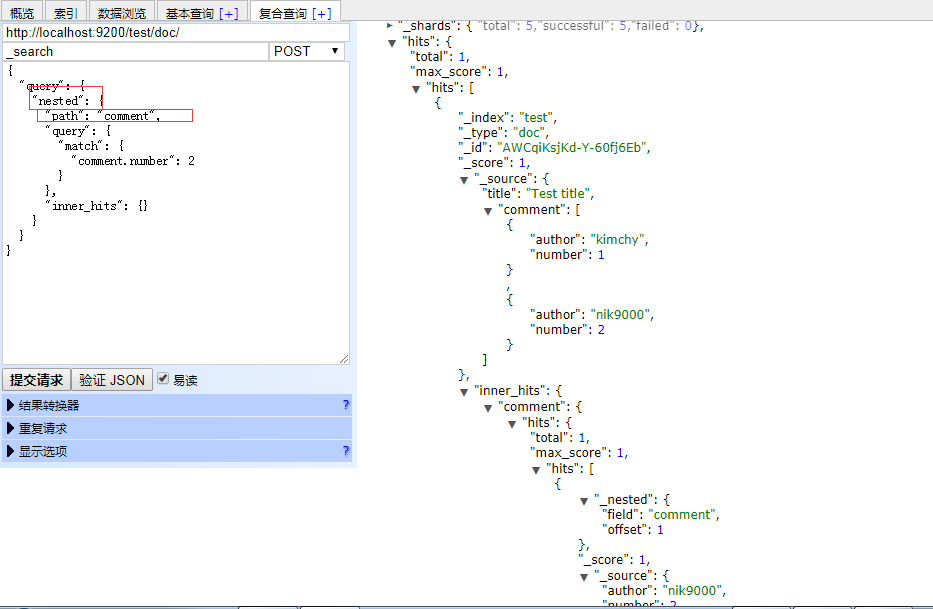 概览 索引 数据浏览 基本查询 [+] 复合查询 [+]
http://localhost:9200/test/doc/
_search POST
{
"query": {
"nested": {
"path": "comment",
"query": {
"match": {
"comment.number": 2
}
},
"inner_hits": {}
}
}
}
提交请求 验证 JSON 易读
结果转换器 ?
重复请求
显示选项 ?
"_shards": { "total": 5,"successful": 5,"failed": 0},
"hits": {
"total": 1,
"max_score": 1,
"hits": [
{
"_index": "test",
"_type": "doc",
"_id": "AWCqiKsjKd-Y-60fj6Eb",
"_score": 1,
"_source": {
"title": "Test title",
"comment": [
{
"author": "kimchy",
"number": 1
}
,
{
"author": "nik9000",
"number": 2
}
]
},
"inner_hits": {
"comment": {
"hits": {
"total": 1,
"max_score": 1,
"hits": [
{
"_nested": {
"field": "comment",
"offset": 1
},
"_score": 1,
"_source": {
"author": "nik9000",
"number": 2